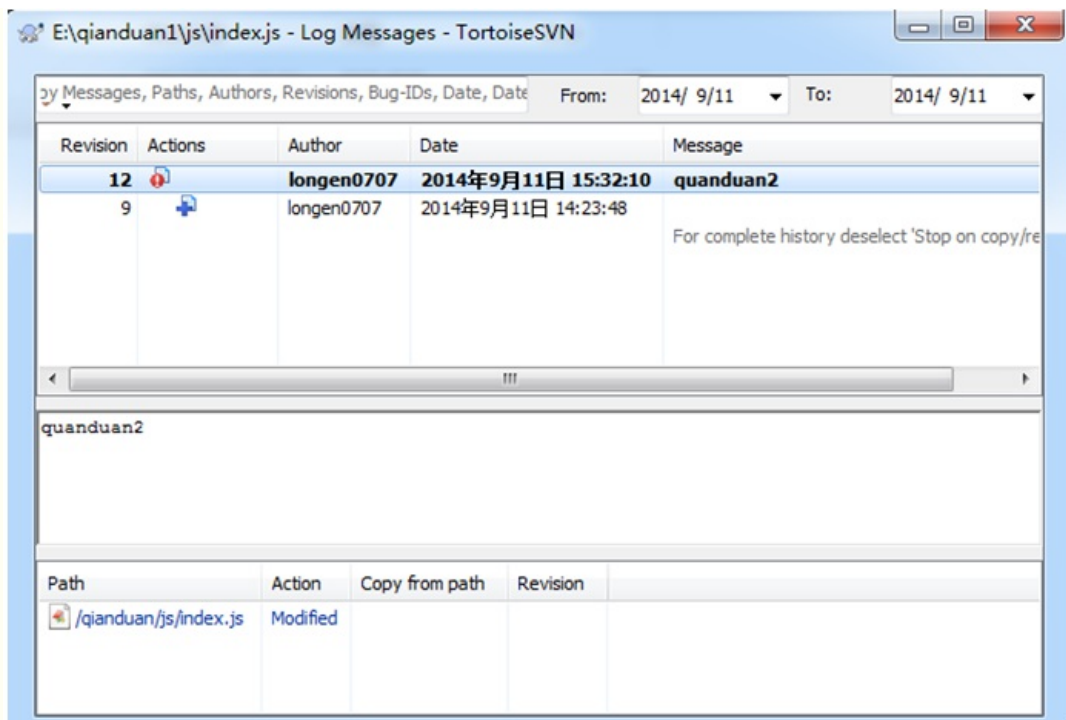 E:\qianduan1\js\index.js - Log Messages - TortoiseSVN
by Messages, Paths, Authors, Revisions, Bug-IDs, Date, Date From: 2014/ 9/11 To: 2014/ 9/11
Revision Actions Author Date Message
12 longen0707 2014年9月11日 15:32:10 quanduan2
9 longen0707 2014年9月11日 14:23:48
For complete history deselect 'Stop on copy/re
quanduan2
Path Action Copy from path Revision
/qianduan/js/index.js Modified